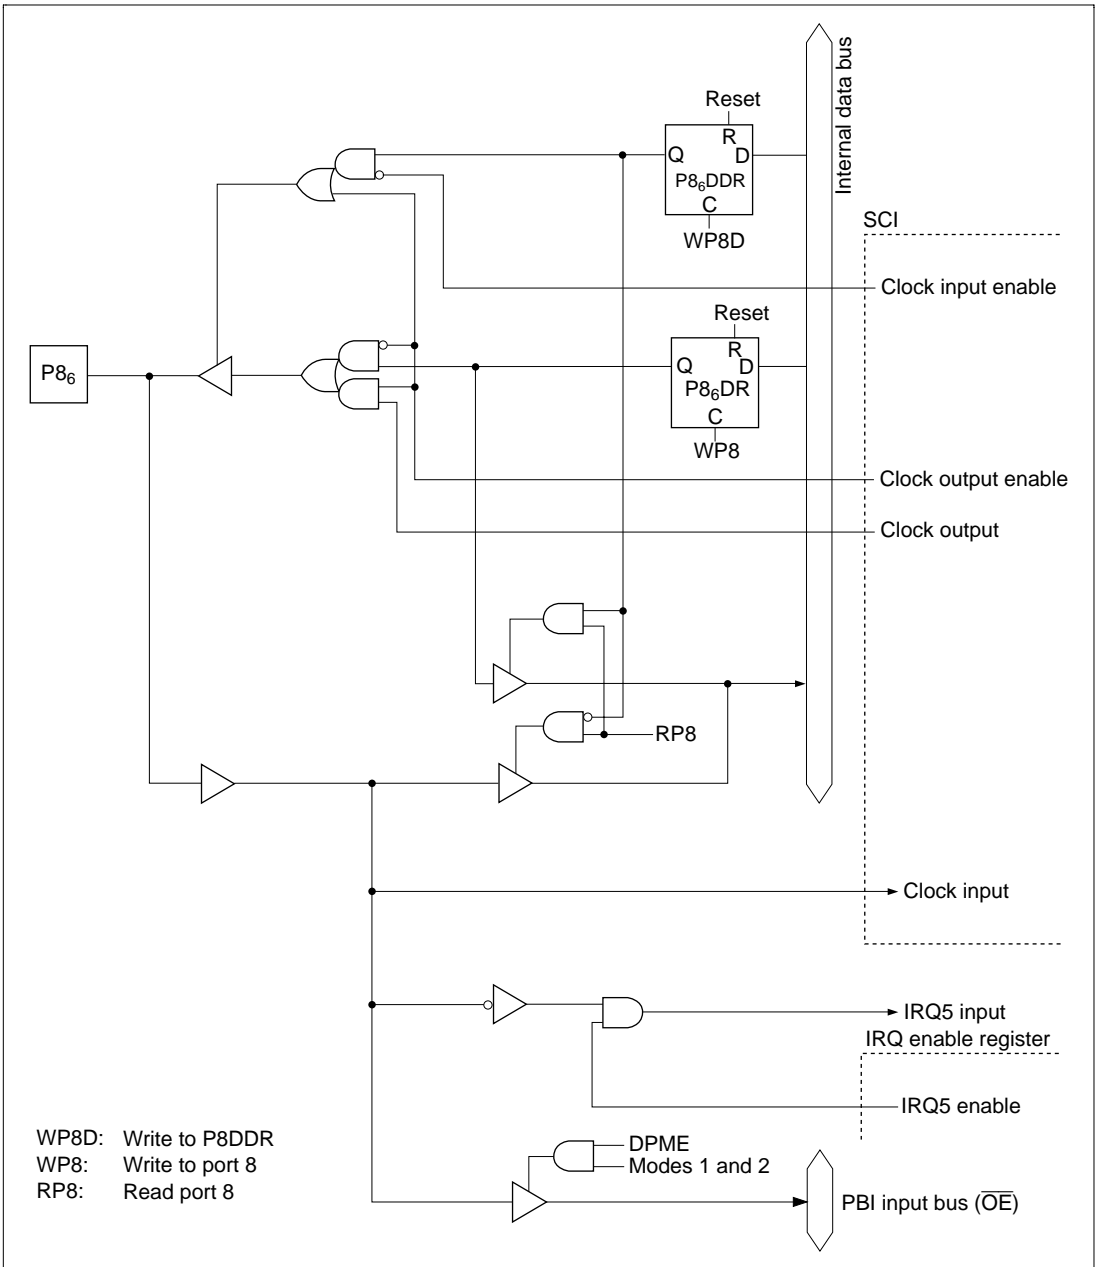 Internal data bus
Reset
R
Q
D
P8₆DDR
C
WP8D
SCI
Clock input enable
Reset
R
Q
D
P8₆DR
C
WP8
P8₆
Clock output enable
Clock output
RP8
Clock input
IRQ5 input
IRQ enable register
IRQ5 enable
DPME
Modes 1 and 2
PBI input bus (O̅E̅)
WP8D: Write to P8DDR
WP8: Write to port 8
RP8: Read port 8